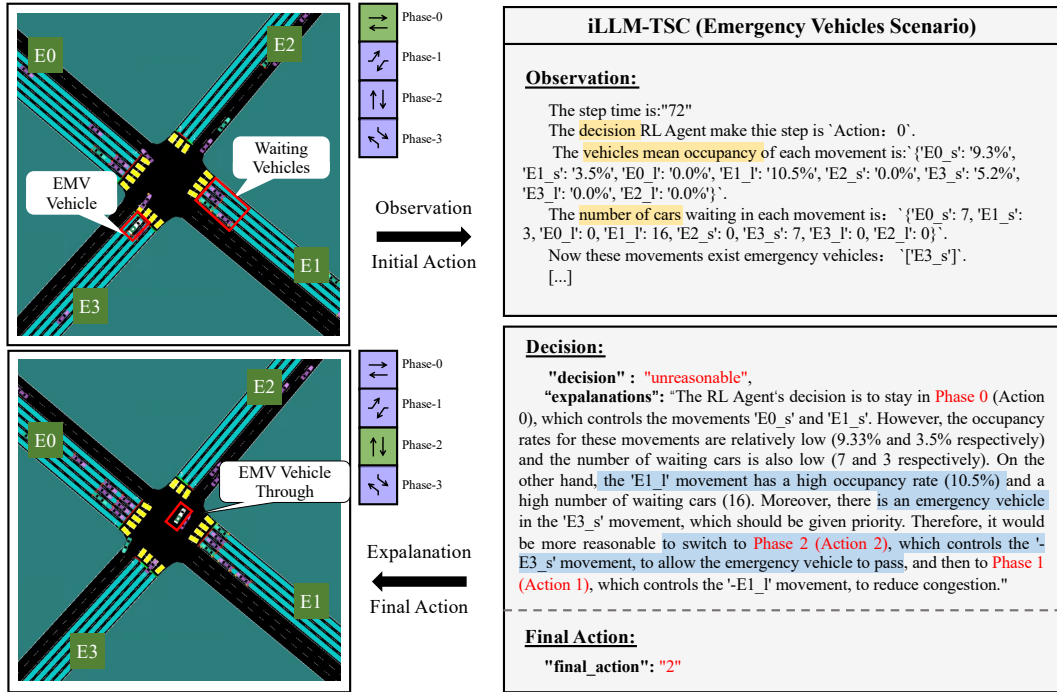 E0
E2
EMV
Vehicle
Waiting
Vehicles
E1
E3
Phase-0
Phase-1
Phase-2
Phase-3
Observation
Initial Action
iLLM-TSC (Emergency Vehicles Scenario)
Observation:
The step time is:"72"
The decision RL Agent make thie step is `Action: 0`.
The vehicles mean occupancy of each movement is:`{'E0_s': '9.3%',
'E1_s': '3.5%', 'E0_l': '0.0%', 'E1_l': '10.5%', 'E2_s': '0.0%', 'E3_s': '5.2%',
'E3_l': '0.0%', 'E2_l': '0.0%'}`.
The number of cars waiting in each movement is: `{'E0_s': 7, 'E1_s':
3, 'E0_l': 0, 'E1_l': 16, 'E2_s': 0, 'E3_s': 7, 'E3_l': 0, 'E2_l': 0}`.
Now these movements exist emergency vehicles: `['E3_s']`.
[...]
E0
E2
EMV Vehicle
Through
E1
E3
Phase-0
Phase-1
Phase-2
Phase-3
Expalanation
Final Action
Decision:
"decision" : "unreasonable",
"expalanations": "The RL Agent's decision is to stay in Phase 0 (Action
0), which controls the movements 'E0_s' and 'E1_s'. However, the occupancy
rates for these movements are relatively low (9.33% and 3.5% respectively)
and the number of waiting cars is also low (7 and 3 respectively). On the
other hand, the 'E1_l' movement has a high occupancy rate (10.5%) and a
high number of waiting cars (16). Moreover, there is an emergency vehicle
in the 'E3_s' movement, which should be given priority. Therefore, it would
be more reasonable to switch to Phase 2 (Action 2), which controls the '-
E3_s' movement, to allow the emergency vehicle to pass, and then to Phase 1
(Action 1), which controls the '-E1_l' movement, to reduce congestion."
Final Action:
"final_action": "2"